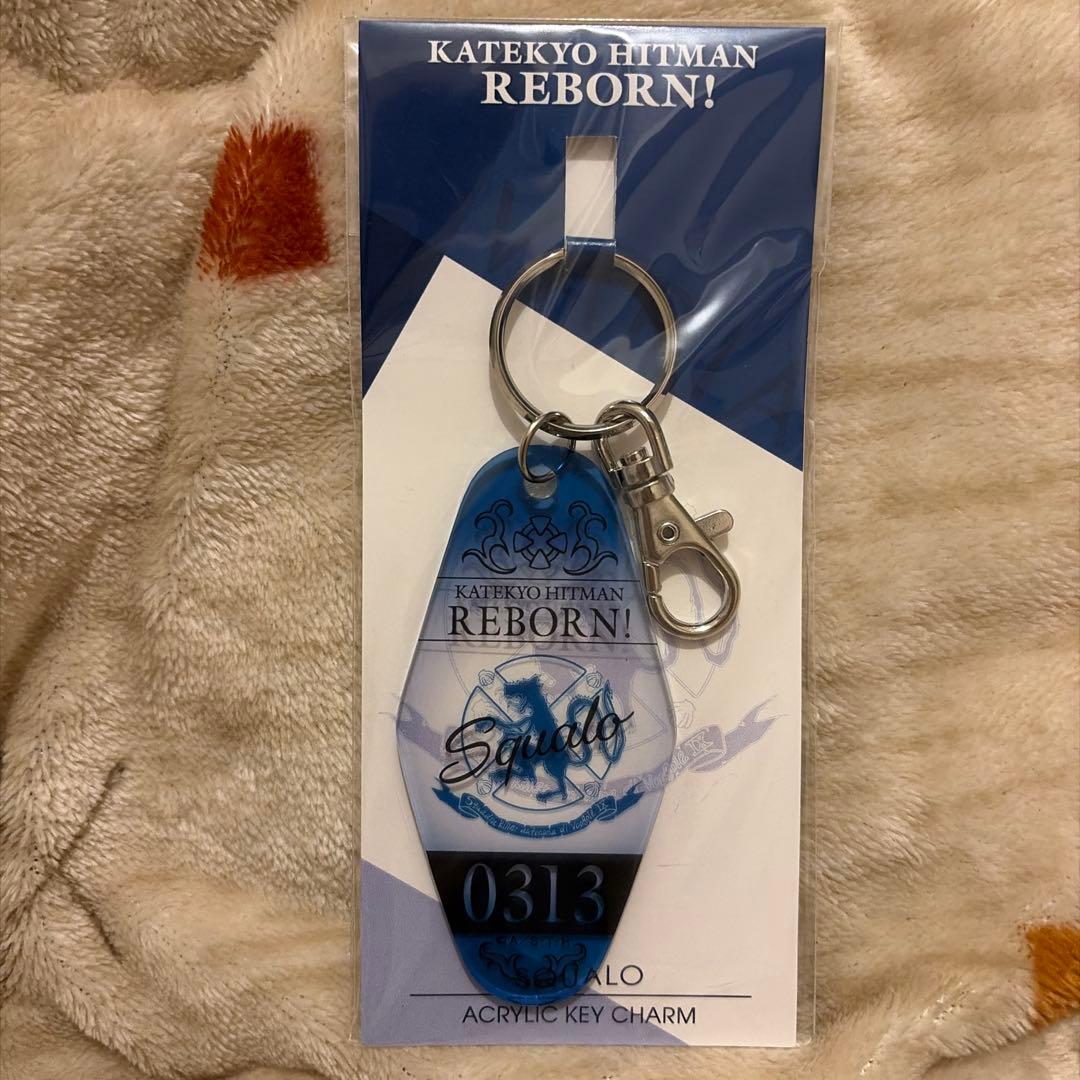 KATEKYO HITMAN
REBORN!
KATEKYO HITMAN
REBORN!
Squalo
0313
SQUALO
ACRYLIC KEY CHARM